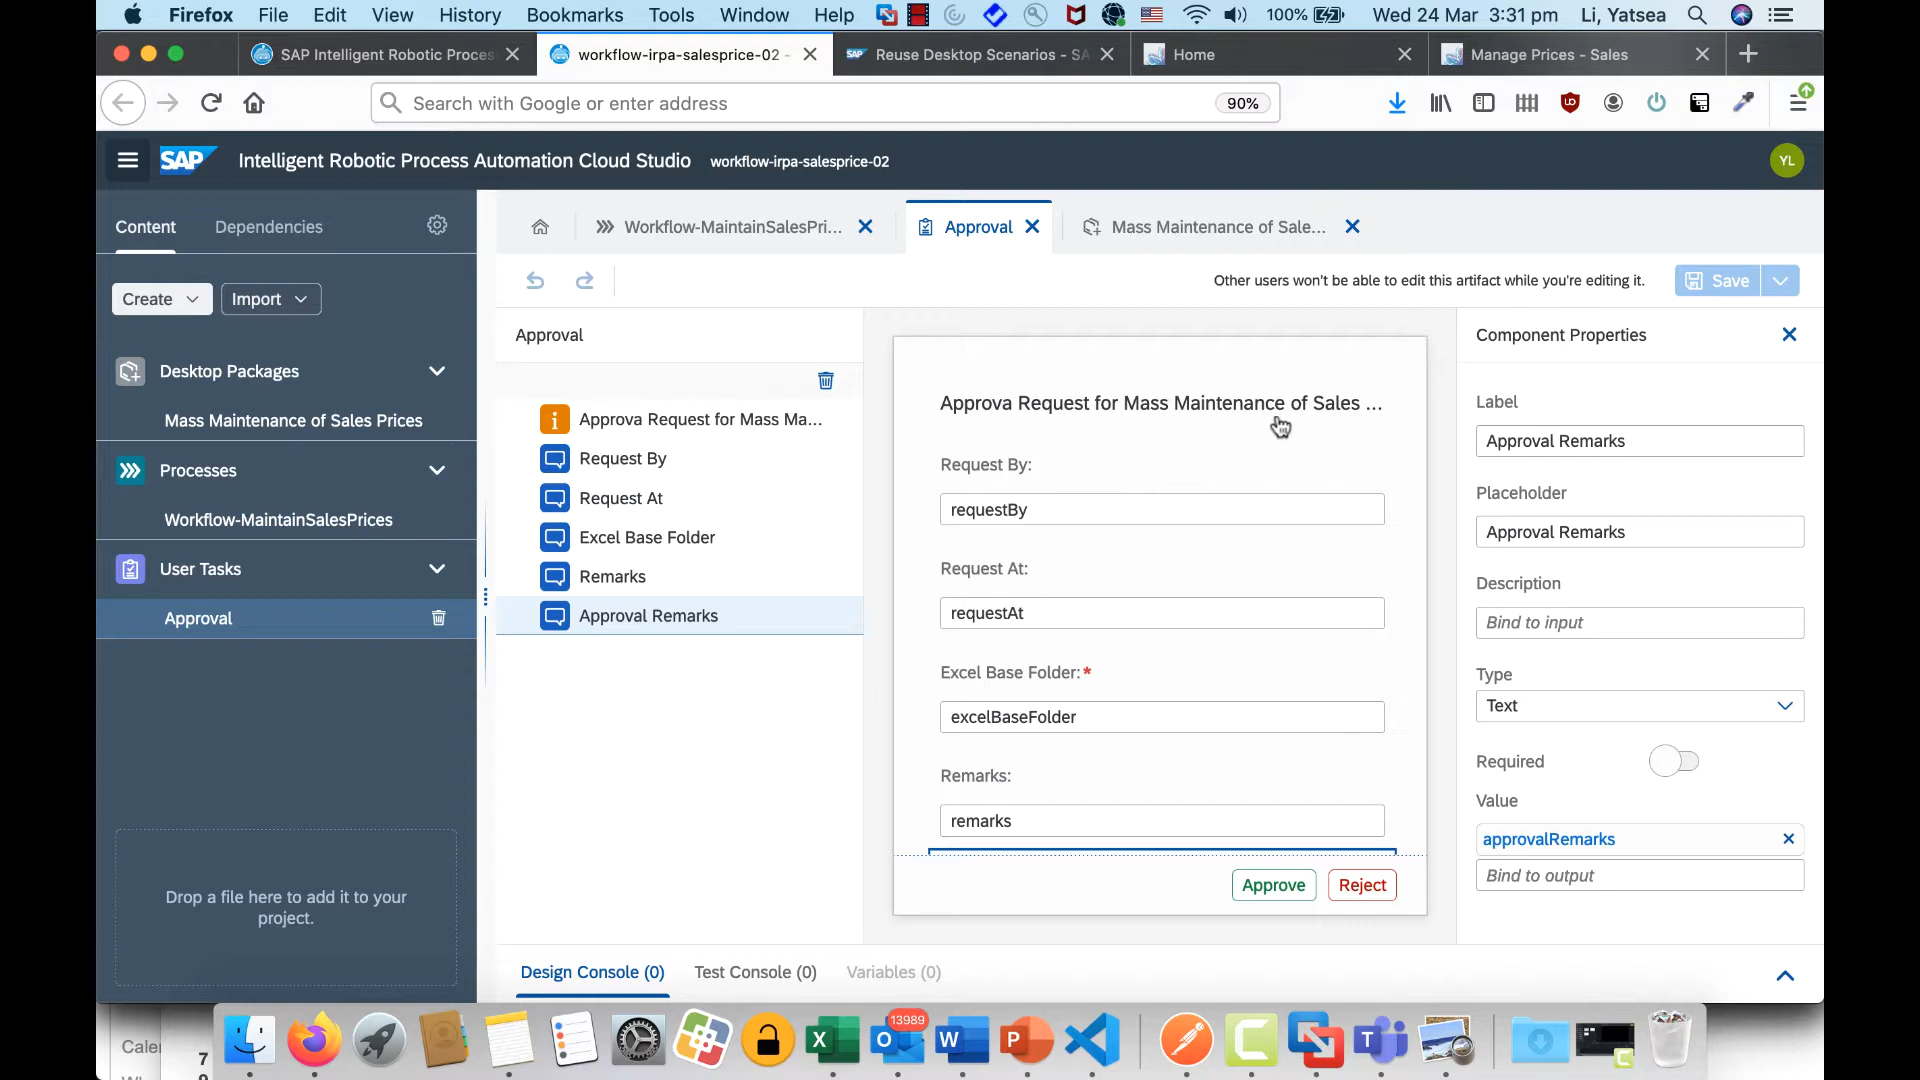 Firefox File Edit View History Bookmarks Tools Window Help 100% Wed 24 Mar 3:31 pm Li, Yatsea
SAP Intelligent Robotic Proces
workflow-irpa-salesprice-02 -
SAP Reuse Desktop Scenarios - SA
Home
Manage Prices - Sales
Search with Google or enter address 90%
SAP Intelligent Robotic Process Automation Cloud Studio workflow-irpa-salesprice-02 YL
Content Dependencies
Workflow-MaintainSalesPri... Approval Mass Maintenance of Sale...
Other users won't be able to edit this artifact while you're editing it. Save
Create Import
Desktop Packages
Mass Maintenance of Sales Prices
Processes
Workflow-MaintainSalesPrices
User Tasks
Approval
Drop a file here to add it to your
project.
Approval
Approva Request for Mass Ma...
Request By
Request At
Excel Base Folder
Remarks
Approval Remarks
Approva Request for Mass Maintenance of Sales ...
Request By:
requestBy
Request At:
requestAt
Excel Base Folder:*
excelBaseFolder
Remarks:
remarks
Approve Reject
Component Properties
Label
Approval Remarks
Placeholder
Approval Remarks
Description
Bind to input
Type
Text
Required
Value
approvalRemarks
Bind to output
Design Console (0) Test Console (0) Variables (0)
13989
7